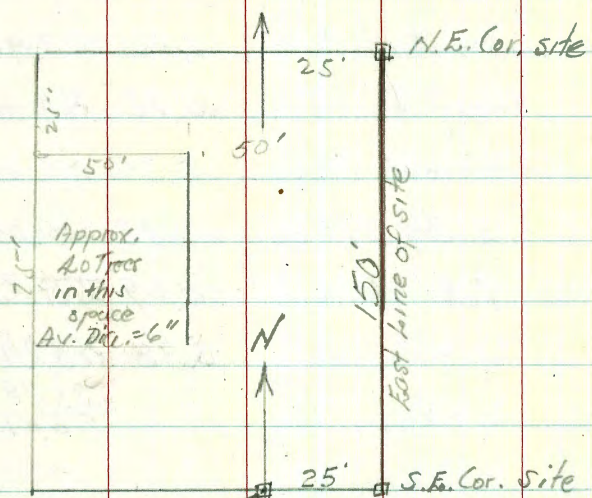 N.E. Cor. site
25'
25'
50'
50'
Approx.
20 Trees
in this
space
Av. Dia. = 6"
75'
150'
East Line of site
N
25'
S.E. Cor. Site